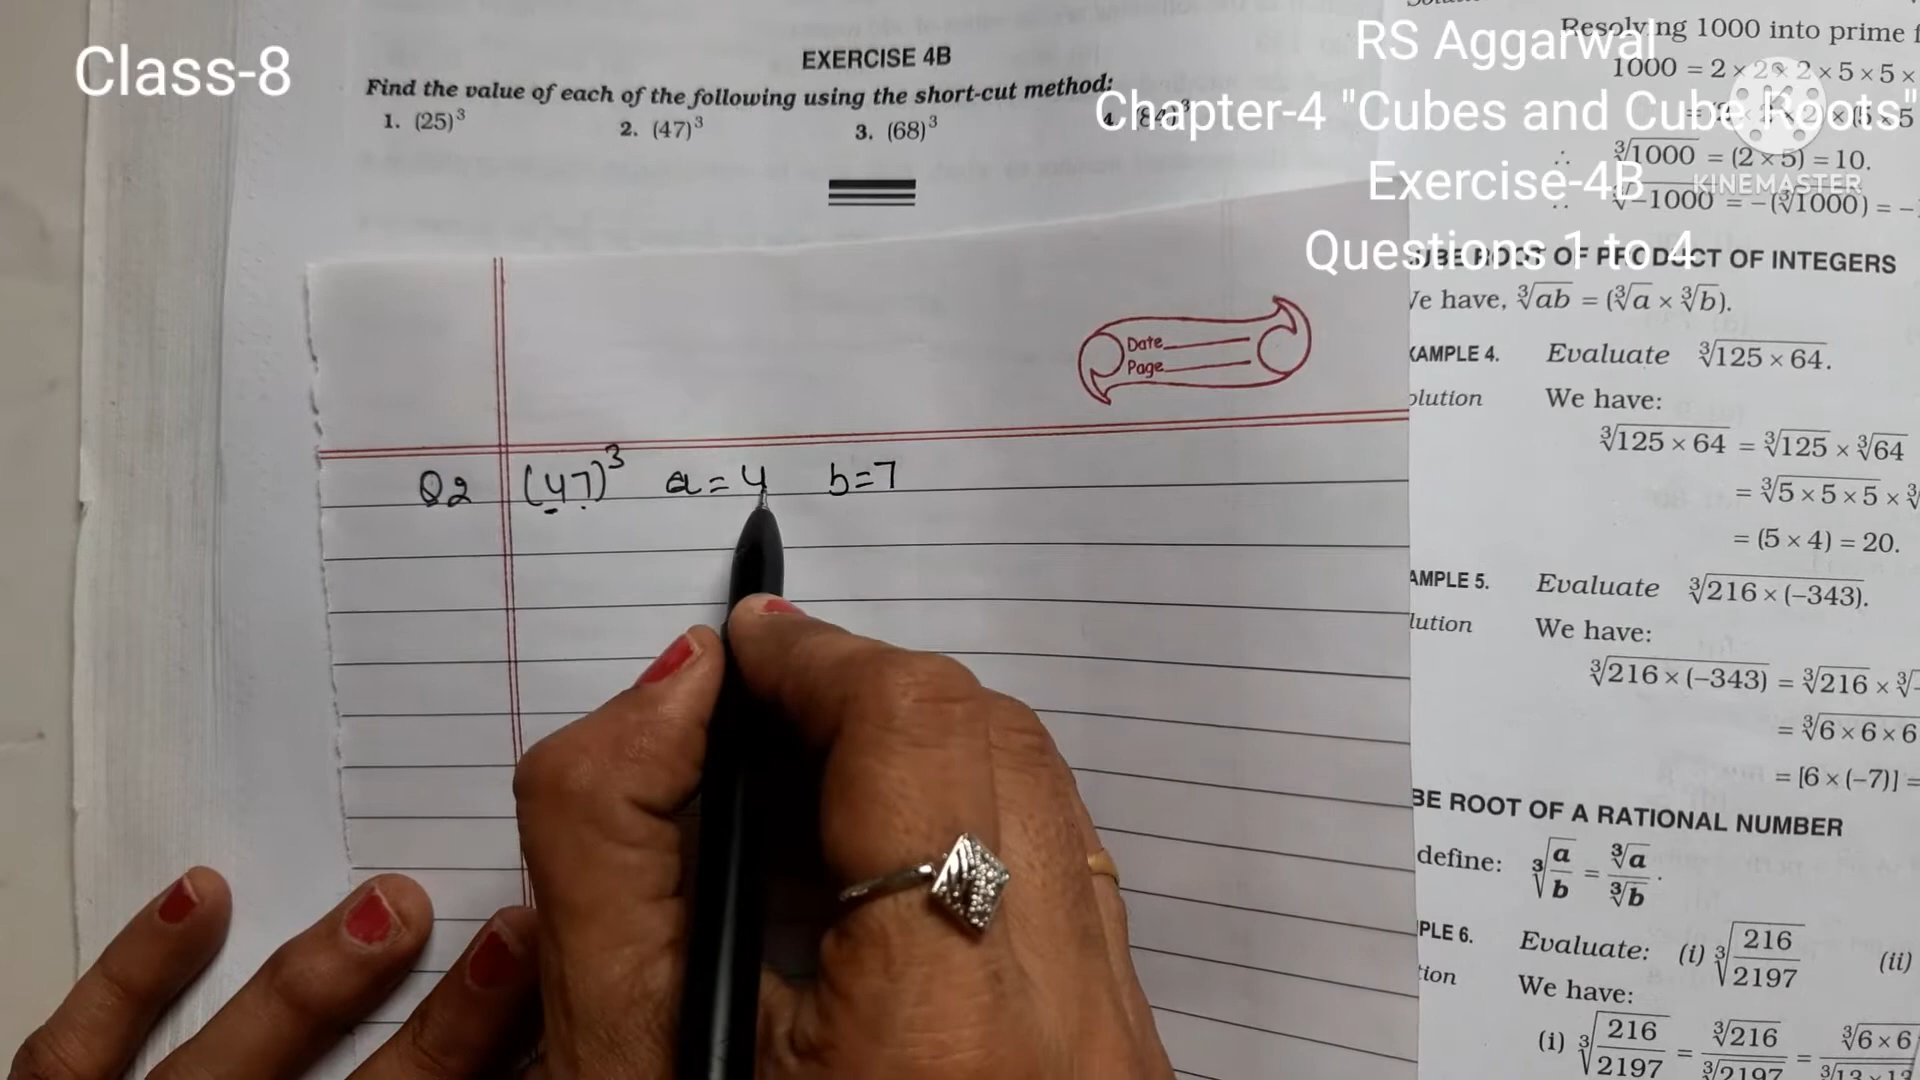 Class-8
EXERCISE 4B
Find the value of each of the following using the short-cut method:
1. (25)³ 2. (47)³ 3. (68)³ 4. (84)³
RS Aggarwal
Chapter-4 "Cubes and Cube Roots"
Exercise-4B
Questions 1 to 4
KINEMASTER
Date
Page
Q2 (47)³ a=4 b=7
Resolving 1000 into prime
1000 = 2 × 2 × 2 × 5 × 5 ×
∴ ∛1000 = (2 × 5) = 10.
∴ ∛−1000 = −(∛1000) = −
ROOT OF PRODUCT OF INTEGERS
have, ∛ab = (∛a × ∛b).
AMPLE 4. Evaluate ∛125 × 64.
olution We have:
∛125 × 64 = ∛125 × ∛64
= ∛5 × 5 × 5 × ∛
= (5 × 4) = 20.
AMPLE 5. Evaluate ∛216 × (−343).
lution We have:
∛216 × (−343) = ∛216 × ∛−
= ∛6 × 6 × 6
= [6 × (−7)] =
BE ROOT OF A RATIONAL NUMBER
define: ∛a/b = ∛a/∛b.
PLE 6. Evaluate: (i) ∛216/2197 (ii)
tion We have:
(i) ∛216/2197 = ∛216/∛2197 = ∛6 × 6/∛13 × 13